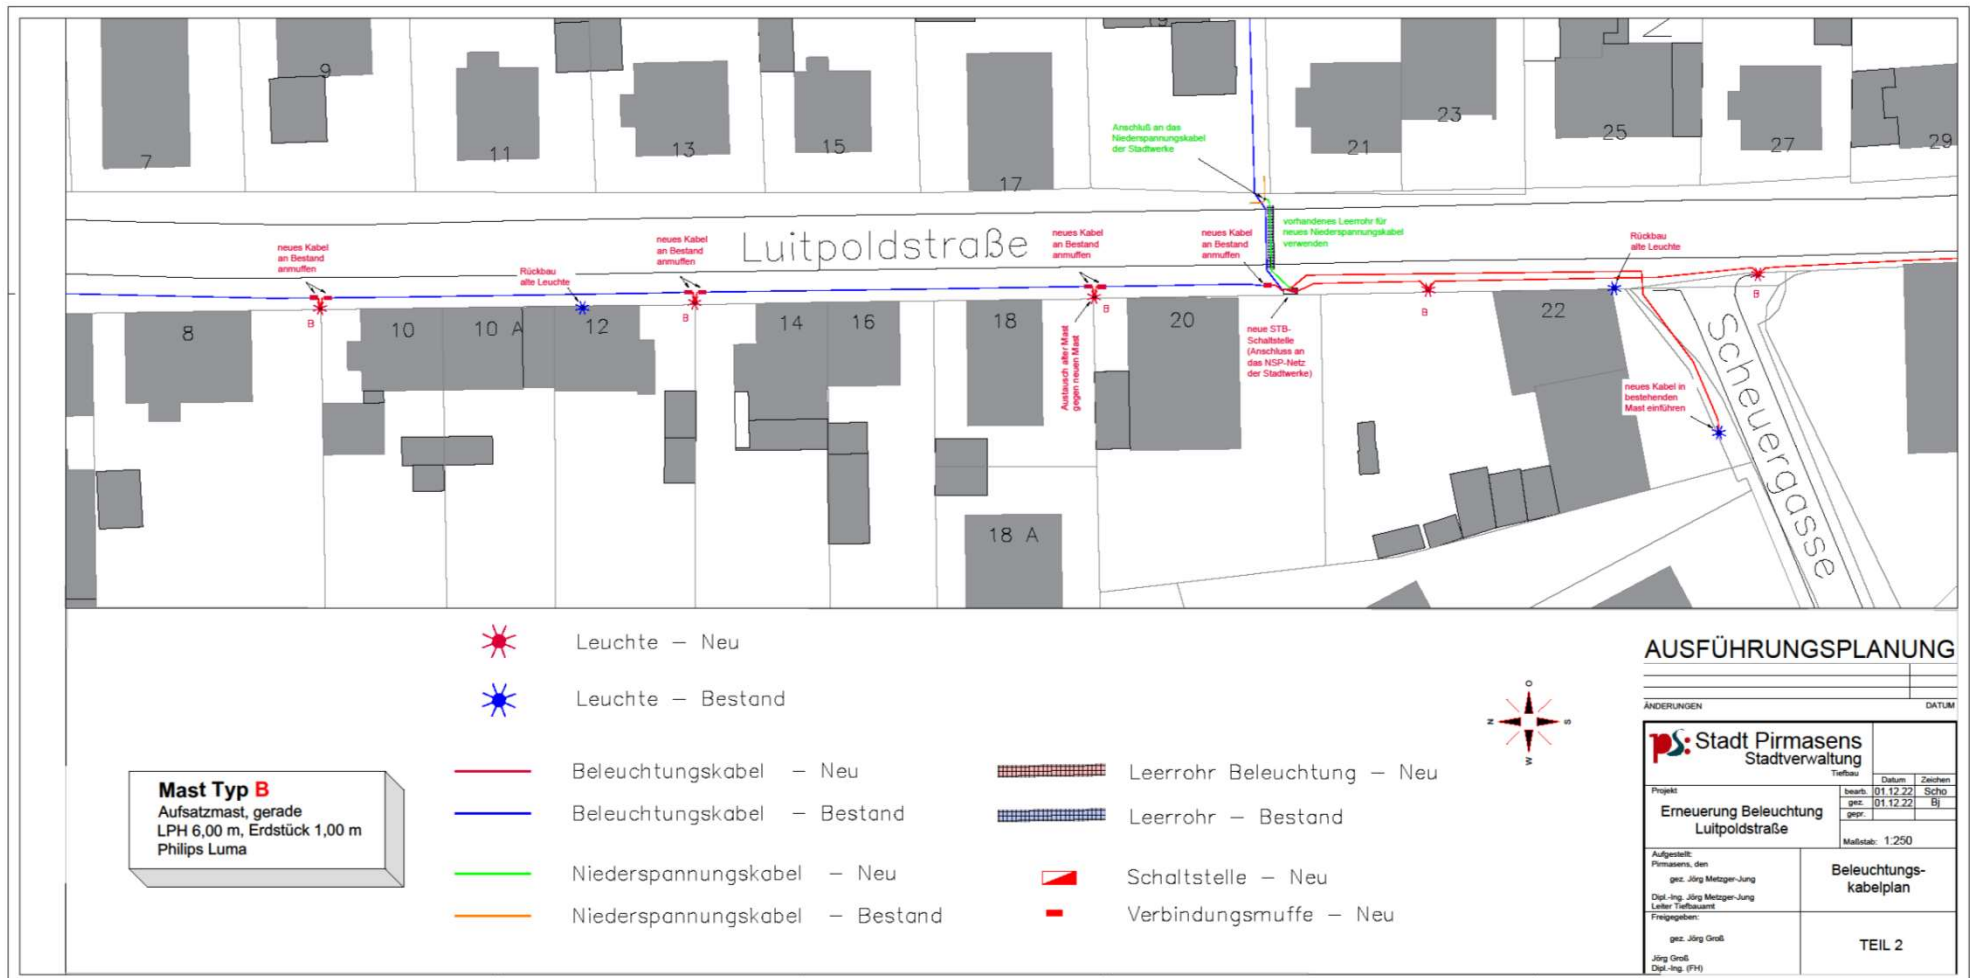 9
19
7
11
13
15
17
21
23
25
27
29
Anschluß an das
Niederspannungskabel
der Stadtwerke
vorhandenes Leerrohr für
neues Niederspannungskabel
verwenden
Luitpoldstraße
neues Kabel
an Bestand
anmuffen
Rückbau
alte Leuchte
neues Kabel
an Bestand
anmuffen
neues Kabel
an Bestand
anmuffen
neues Kabel
an Bestand
anmuffen
Rückbau
alte Leuchte
B
B
B
B
B
8
10
10 A
12
14
16
18
20
22
18 A
Austausch alter Mast
gegen neuen Mast
neue STB-
Schaltstelle
(Anschluss an
das NSP-Netz
der Stadtwerke)
neues Kabel in
bestehenden
Mast einführen
Scheuergasse
Leuchte – Neu
Leuchte – Bestand
Beleuchtungskabel – Neu
Beleuchtungskabel – Bestand
Niederspannungskabel – Neu
Niederspannungskabel – Bestand
Leerrohr Beleuchtung – Neu
Leerrohr – Bestand
Schaltstelle – Neu
Verbindungsmuffe – Neu
Mast Typ B
Aufsatzmast, gerade
LPH 6,00 m, Erdstück 1,00 m
Philips Luma
O
N
S
W
AUSFÜHRUNGSPLANUNG
ÄNDERUNGEN DATUM
ps: Stadt Pirmasens
Stadtverwaltung
Tiefbau
Datum Zeichen
Projekt
bearb. 01.12.22 Scho
gez. 01.12.22 Bj
gepr.
Erneuerung Beleuchtung
Luitpoldstraße
Maßstab: 1:250
Aufgestellt:
Pirmasens, den
gez. Jörg Metzger-Jung
Dipl.-Ing. Jörg Metzger-Jung
Leiter Tiefbauamt
Beleuchtungs-
kabelplan
Freigegeben:
gez. Jörg Groß
Jörg Groß
Dipl.-Ing. (FH)
TEIL 2